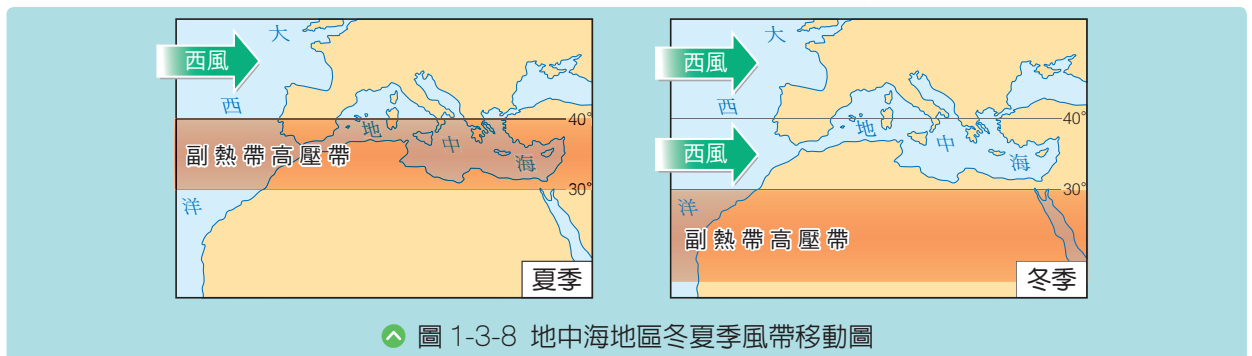 大
西風
西
40°
地
中
副熱帶高壓帶
海
30°
洋
夏季
大
西風
西
40°
地
中
西風
海
30°
洋
副熱帶高壓帶
冬季
圖 1-3-8 地中海地區冬夏季風帶移動圖